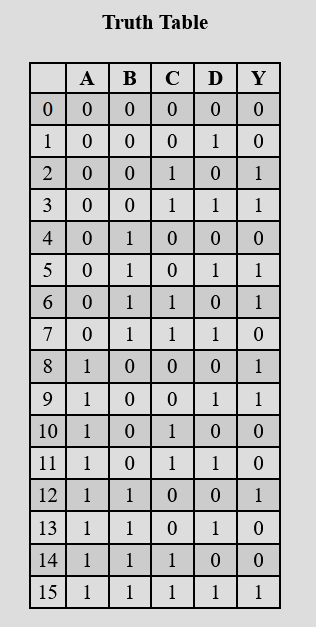 Truth Table
A B C D Y
0 0 0 0 0 0
1 0 0 0 1 0
2 0 0 1 0 1
3 0 0 1 1 1
4 0 1 0 0 0
5 0 1 0 1 1
6 0 1 1 0 1
7 0 1 1 1 0
8 1 0 0 0 1
9 1 0 0 1 1
10 1 0 1 0 0
11 1 0 1 1 0
12 1 1 0 0 1
13 1 1 0 1 0
14 1 1 1 0 0
15 1 1 1 1 1